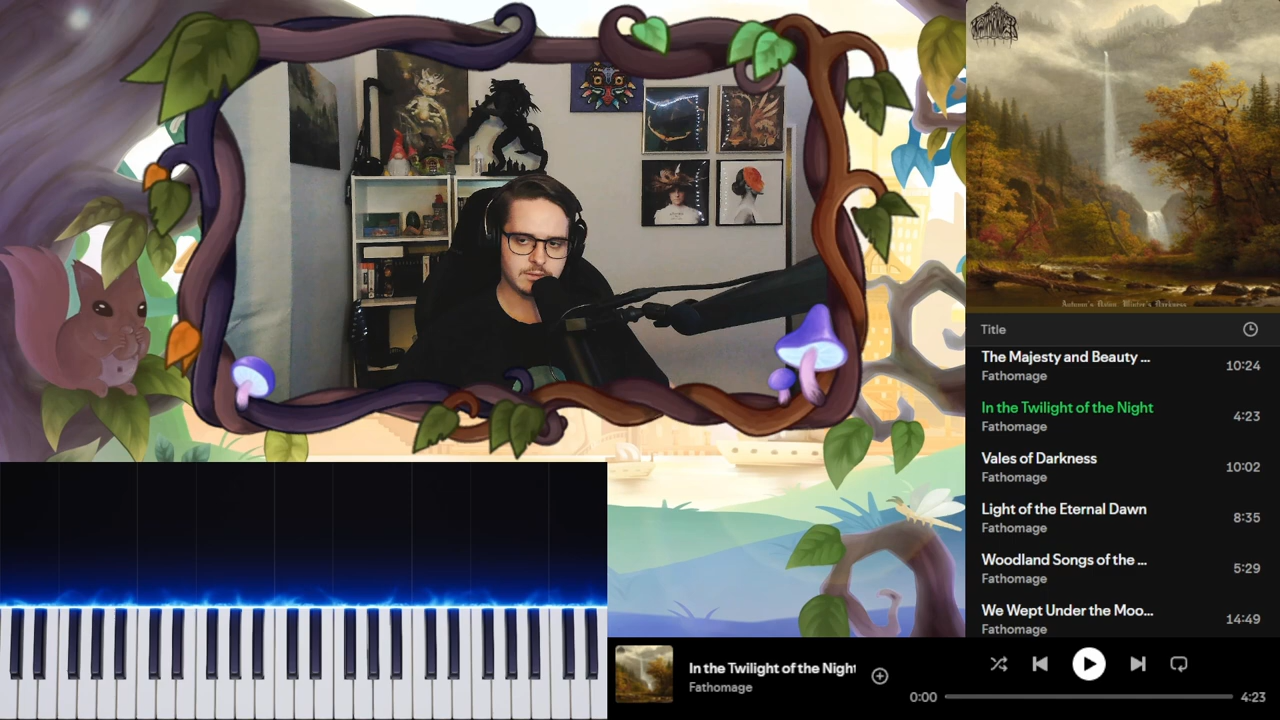 Autumn's Dawn, Winter's Darkness
Title
The Majesty and Beauty ...
Fathomage
10:24
In the Twilight of the Night
Fathomage
4:23
Vales of Darkness
Fathomage
10:02
Light of the Eternal Dawn
Fathomage
8:35
Woodland Songs of the ...
Fathomage
5:29
We Wept Under the Moo...
Fathomage
14:49
In the Twilight of the Night
Fathomage
0:00
4:23